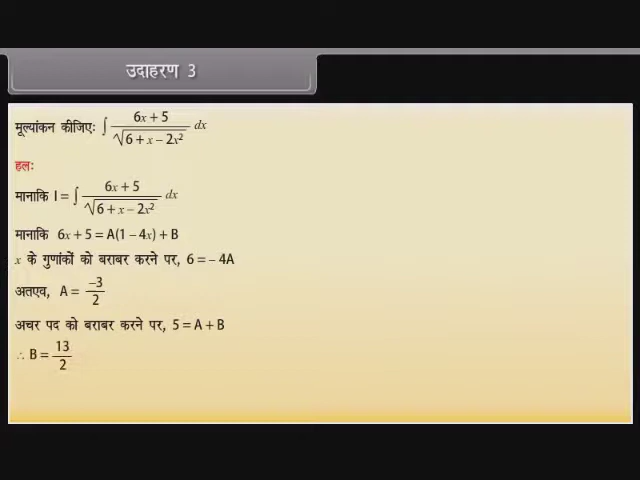 उदाहरण 3
मूल्यांकन कीजिएः ∫ (6x + 5)/√(6 + x – 2x²) dx
हलः
मानाकि I = ∫ (6x + 5)/√(6 + x – 2x²) dx
मानाकि 6x + 5 = A(1 – 4x) + B
x के गुणांकों को बराबर करने पर, 6 = – 4A
अतएव, A = –3/2
अचर पद को बराबर करने पर, 5 = A + B
∴ B = 13/2